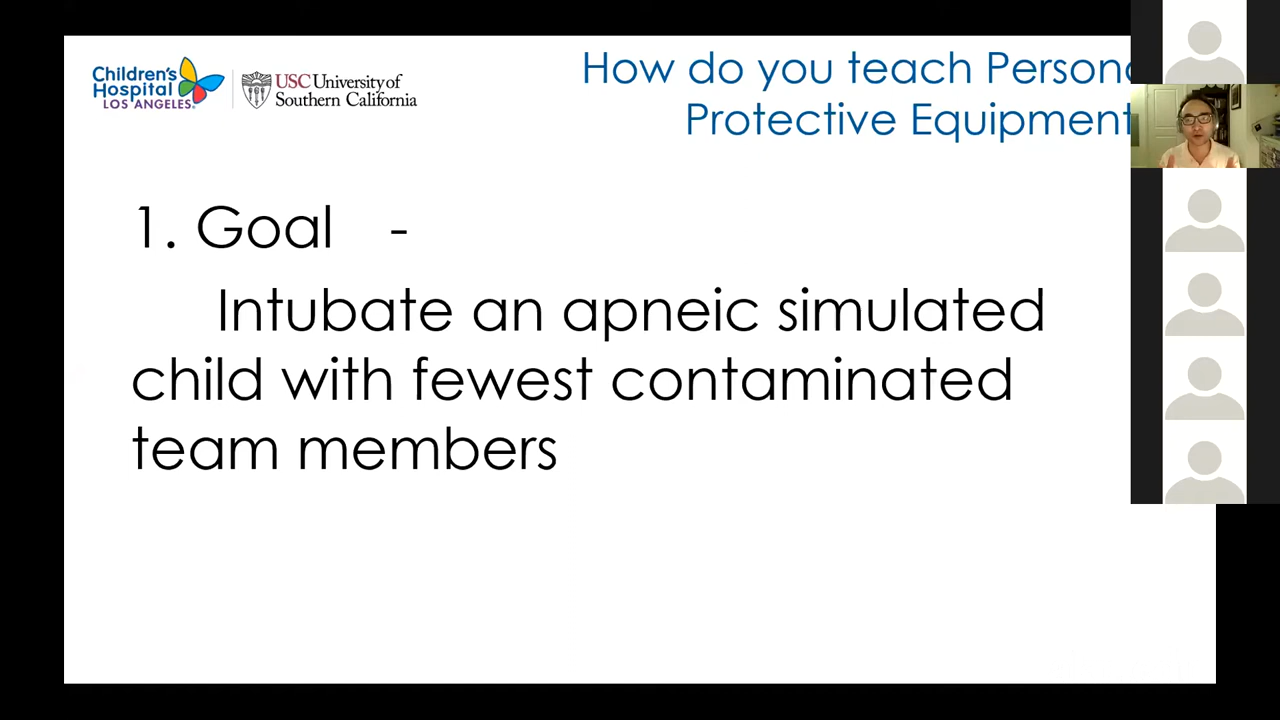 Children's
Hospital
LOS ANGELES
USC University of
Southern California
How do you teach
Protective Equipment
1. Goal -
Intubate an apneic simulated
child with fewest contaminated
team members